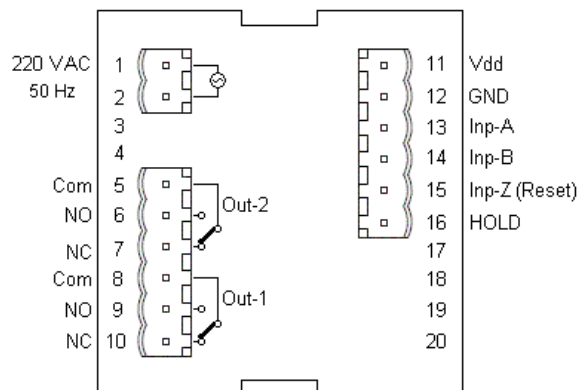 220 VAC 1
50 Hz 2
3
4
Com 5
NO 6
NC 7
Com 8
NO 9
NC 10
Out-2
Out-1
11 Vdd
12 GND
13 Inp-A
14 Inp-B
15 Inp-Z (Reset)
16 HOLD
17
18
19
20